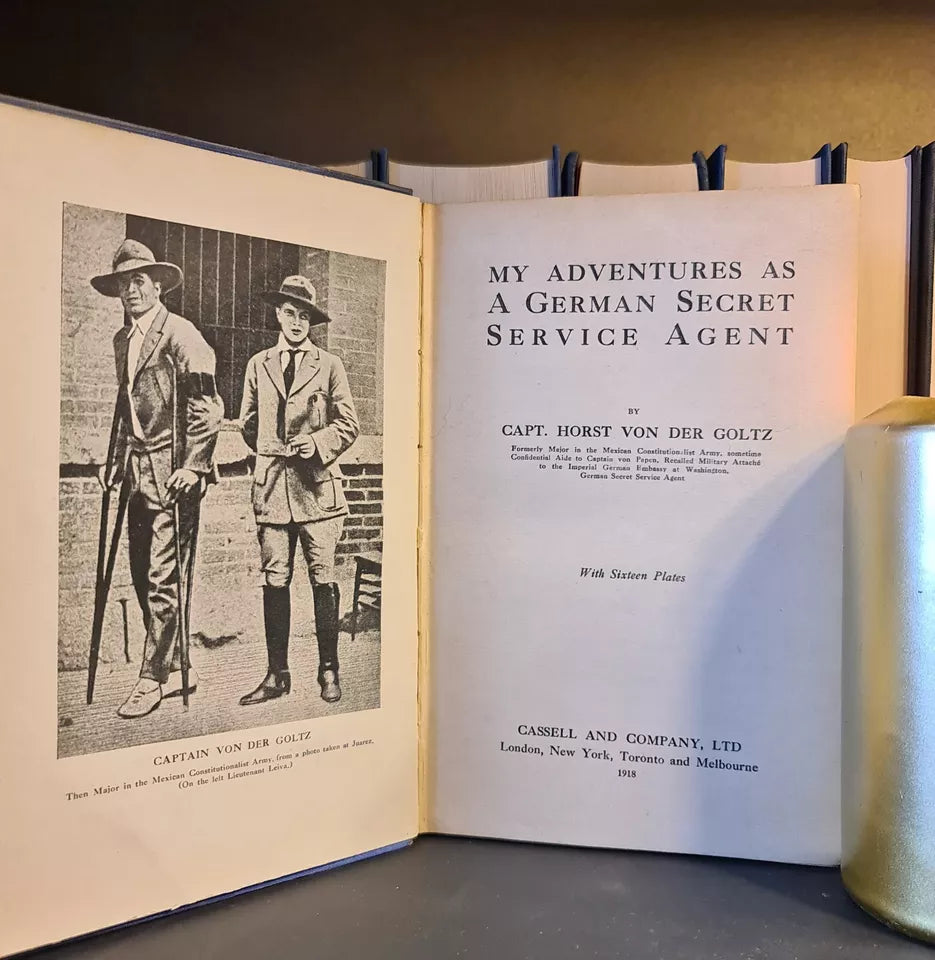 CAPTAIN VON DER GOLTZ
Then Major in the Mexican Constitutionalist Army, from a photo taken at Juarez.
(On the left Lieutenant Leiva.)
MY ADVENTURES AS
A GERMAN SECRET
SERVICE AGENT
BY
CAPT. HORST VON DER GOLTZ
Formerly Major in the Mexican Constitutionalist Army, sometime
Confidential Aide to Captain von Papen, Recalled Military Attaché
to the Imperial German Embassy at Washington,
German Secret Service Agent
With Sixteen Plates
CASSELL AND COMPANY, LTD
London, New York, Toronto and Melbourne
1918